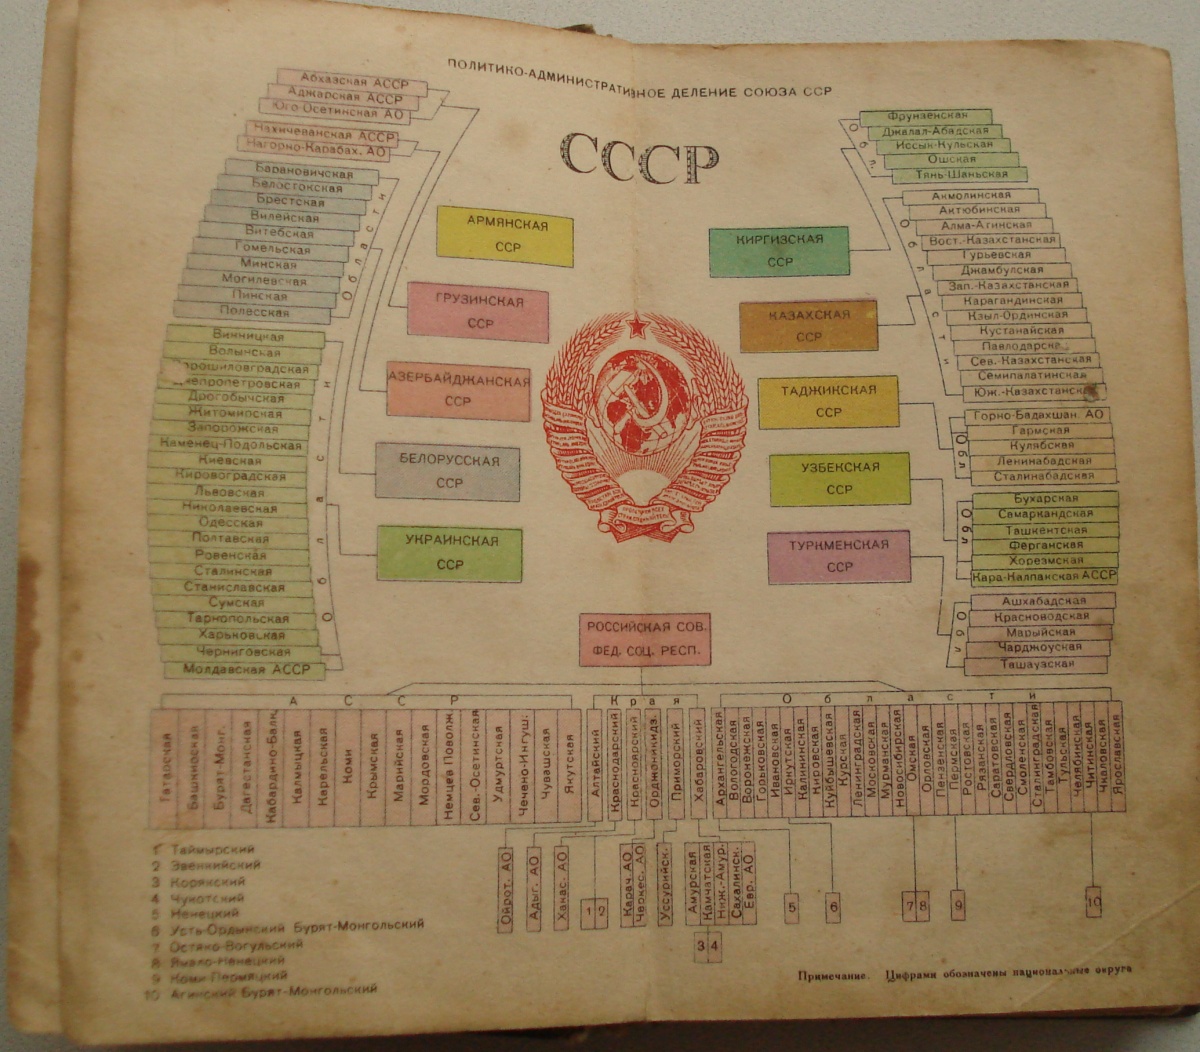 ПОЛИТИКО-АДМИНИСТРАТИВНОЕ ДЕЛЕНИЕ СОЮЗА ССР
СССР
Абхазская АССР
Аджарская АССР
Юго Осетинская АО
Нахичеванская АССР
Нагорно-Карабах. АО
Барановичская
Белостокская
Брестская
Вилейская
Витебская
Гомельская
Минская
Могилевская
Пинская
Полесская
Области
Винницкая
Волынская
орошиловградская
Днепропетровская
Дрогобычская
Житомирская
Запорожская
Каменец-Подольская
Киевская
Кировоградская
Львовская
Николаевская
Одесская
Полтавская
Ровенская
Сталинская
Станиславская
Сумская
Тарнопольская
Харьковская
Черниговская
Молдавская АССР
Области
АРМЯНСКАЯ
ССР
ГРУЗИНСКАЯ
ССР
АЗЕРБАЙДЖАНСКАЯ
ССР
БЕЛОРУССКАЯ
ССР
УКРАИНСКАЯ
ССР
КИРГИЗСКАЯ
ССР
КАЗАХСКАЯ
ССР
ТАДЖИКСКАЯ
ССР
УЗБЕКСКАЯ
ССР
ТУРКМЕНСКАЯ
ССР
РОССИЙСКАЯ СОВ.
ФЕД. СОЦ. РЕСП.
Обл.
Фрунзенская
Джалал-Абадская
Иссык-Кульская
Ошская
Тянь-Шаньская
Области
Акмолинская
Актюбинская
Алма-Атинская
Вост.-Казахстанская
Гурьевская
Джамбулская
Зап.-Казахстанская
Карагандинская
Кзыл-Ординская
Кустанайская
Павлодарска
Сев.-Казахстанская
Семипалатинская
Юж.-Казахстанская
Горно-Бадахшан. АО
Обл
Гармская
Кулябская
Ленинабадская
Сталинабадская
Обл
Бухарская
Самаркандская
Ташкентская
Ферганская
Хорезмская
Кара-Калпакская АССР
Обл
Ашхабадская
Красноводская
Марыйская
Чарджоуская
Ташаузская
АССР
Края
Области
Татарская
Башкирская
Бурят-Монг.
Дагестанская
Кабардино-Балк.
Калмыцкая
Карельская
Коми
Крымская
Марийская
Мордовская
Немцев Поволж.
Сев.-Осетинская
Удмуртская
Чечено-Ингуш.
Чувашская
Якутская
Алтайский
Краснодарский
Красноярский
Орджоникидз.
Приморский
Хабаровский
Архангельская
Вологодская
Воронежская
Горьковская
Ивановская
Иркутская
Калининская
Кировская
Куйбышевская
Курская
Ленинградская
Московская
Мурманская
Новосибирская
Омская
Орловская
Пензенская
Пермская
Ростовская
Рязанская
Саратовская
Свердловская
Смоленская
Сталинградская
Тамбовская
Тульская
Челябинская
Читинская
Чкаловская
Ярославская
Ойрот. АО
Адыг. АО
Хакас. АО
1 2
Карач. АО
Черкес. АО
Уссурийск.
Амурская
Камчатская
Ниж.-Амур.
Сахалинск.
Евр. АО
3 4
5
6
7 8
9
10
1 Таймырский
2 Эвенкийский
3 Корякский
4 Чукотский
5 Ненецкий
6 Усть-Ордынский Бурят-Монгольский
7 Остяко-Вогульский
8 Ямало-Ненецкий
9 Коми-Пермяцкий
10 Агинский Бурят-Монгольский
Примечание. Цифрами обозначены национальные округа